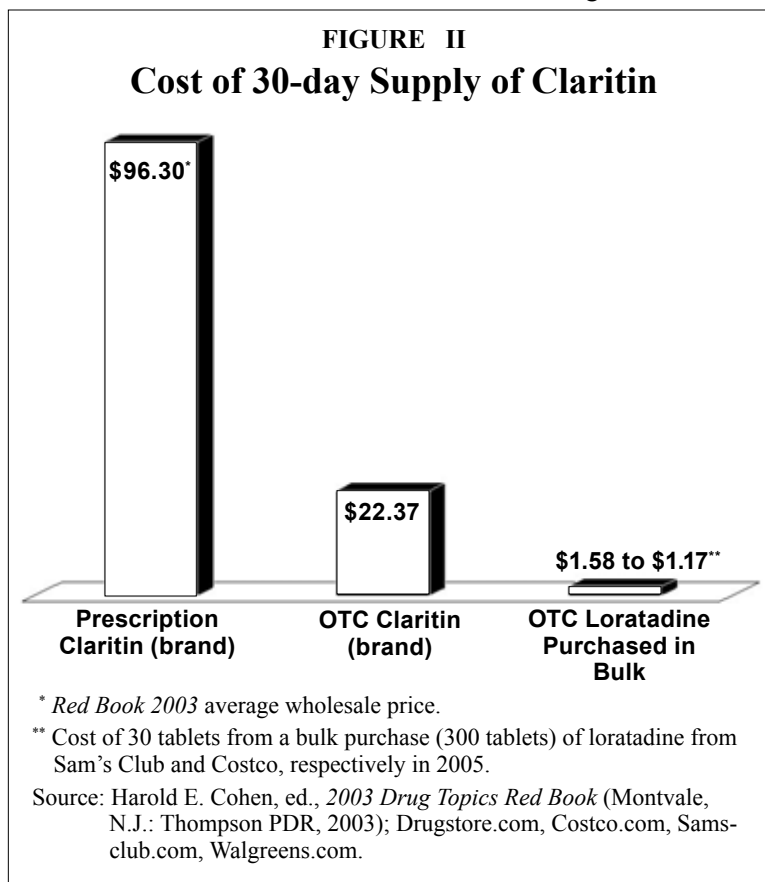 FIGURE II
Cost of 30-day Supply of Claritin
$96.30*
$22.37
$1.58 to $1.17**
Prescription
Claritin (brand)
OTC Claritin
(brand)
OTC Loratadine
Purchased in
Bulk
* Red Book 2003 average wholesale price.
** Cost of 30 tablets from a bulk purchase (300 tablets) of loratadine from
Sam's Club and Costco, respectively in 2005.
Source: Harold E. Cohen, ed., 2003 Drug Topics Red Book (Montvale,
N.J.: Thompson PDR, 2003); Drugstore.com, Costco.com, Sams-
club.com, Walgreens.com.